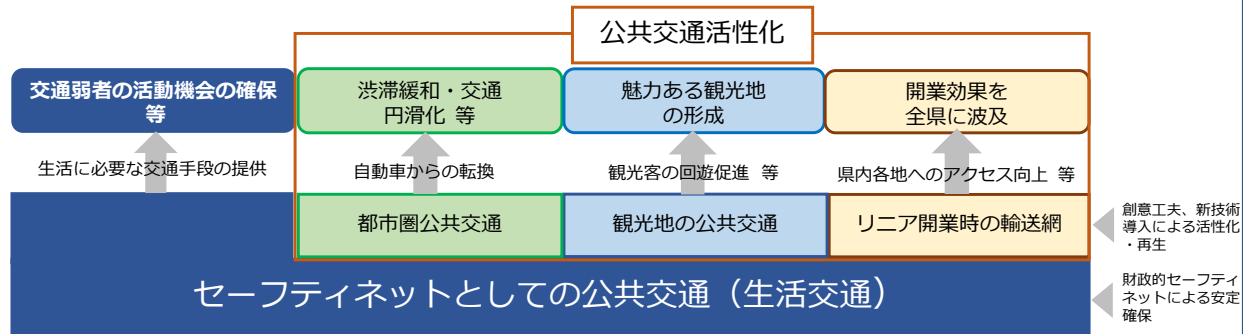 公共交通活性化
交通弱者の活動機会の確保
等
渋滞緩和・交通
円滑化 等
魅力ある観光地
の形成
開業効果を
全県に波及
生活に必要な交通手段の提供
自動車からの転換
観光客の回遊促進 等
県内各地へのアクセス向上 等
都市圏公共交通
観光地の公共交通
リニア開業時の輸送網
創意工夫、新技術
導入による活性化
・再生
セーフティネットとしての公共交通（生活交通）
財政的セーフティ
ネットによる安定
確保